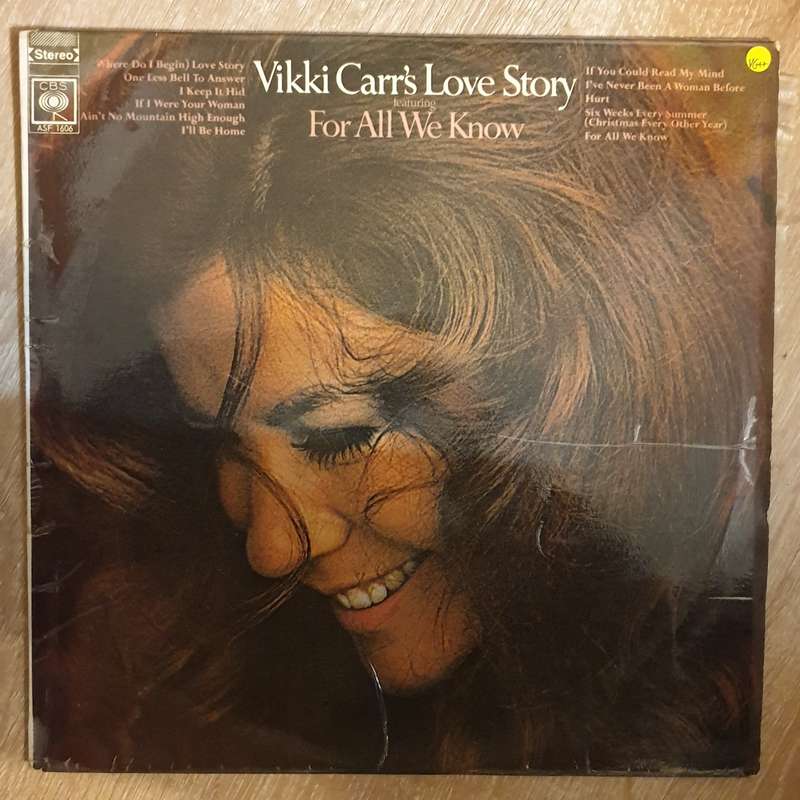 Stereo
CBS
ASF 1606
(Where Do I Begin) Love Story
One Less Bell To Answer
I Keep It Hid
If I Were Your Woman
Ain't No Mountain High Enough
I'll Be Home
Vikki Carr's Love Story
featuring
For All We Know
If You Could Read My Mind
I've Never Been A Woman Before
Hurt
Six Weeks Every Summer
(Christmas Every Other Year)
For All We Know
VG++